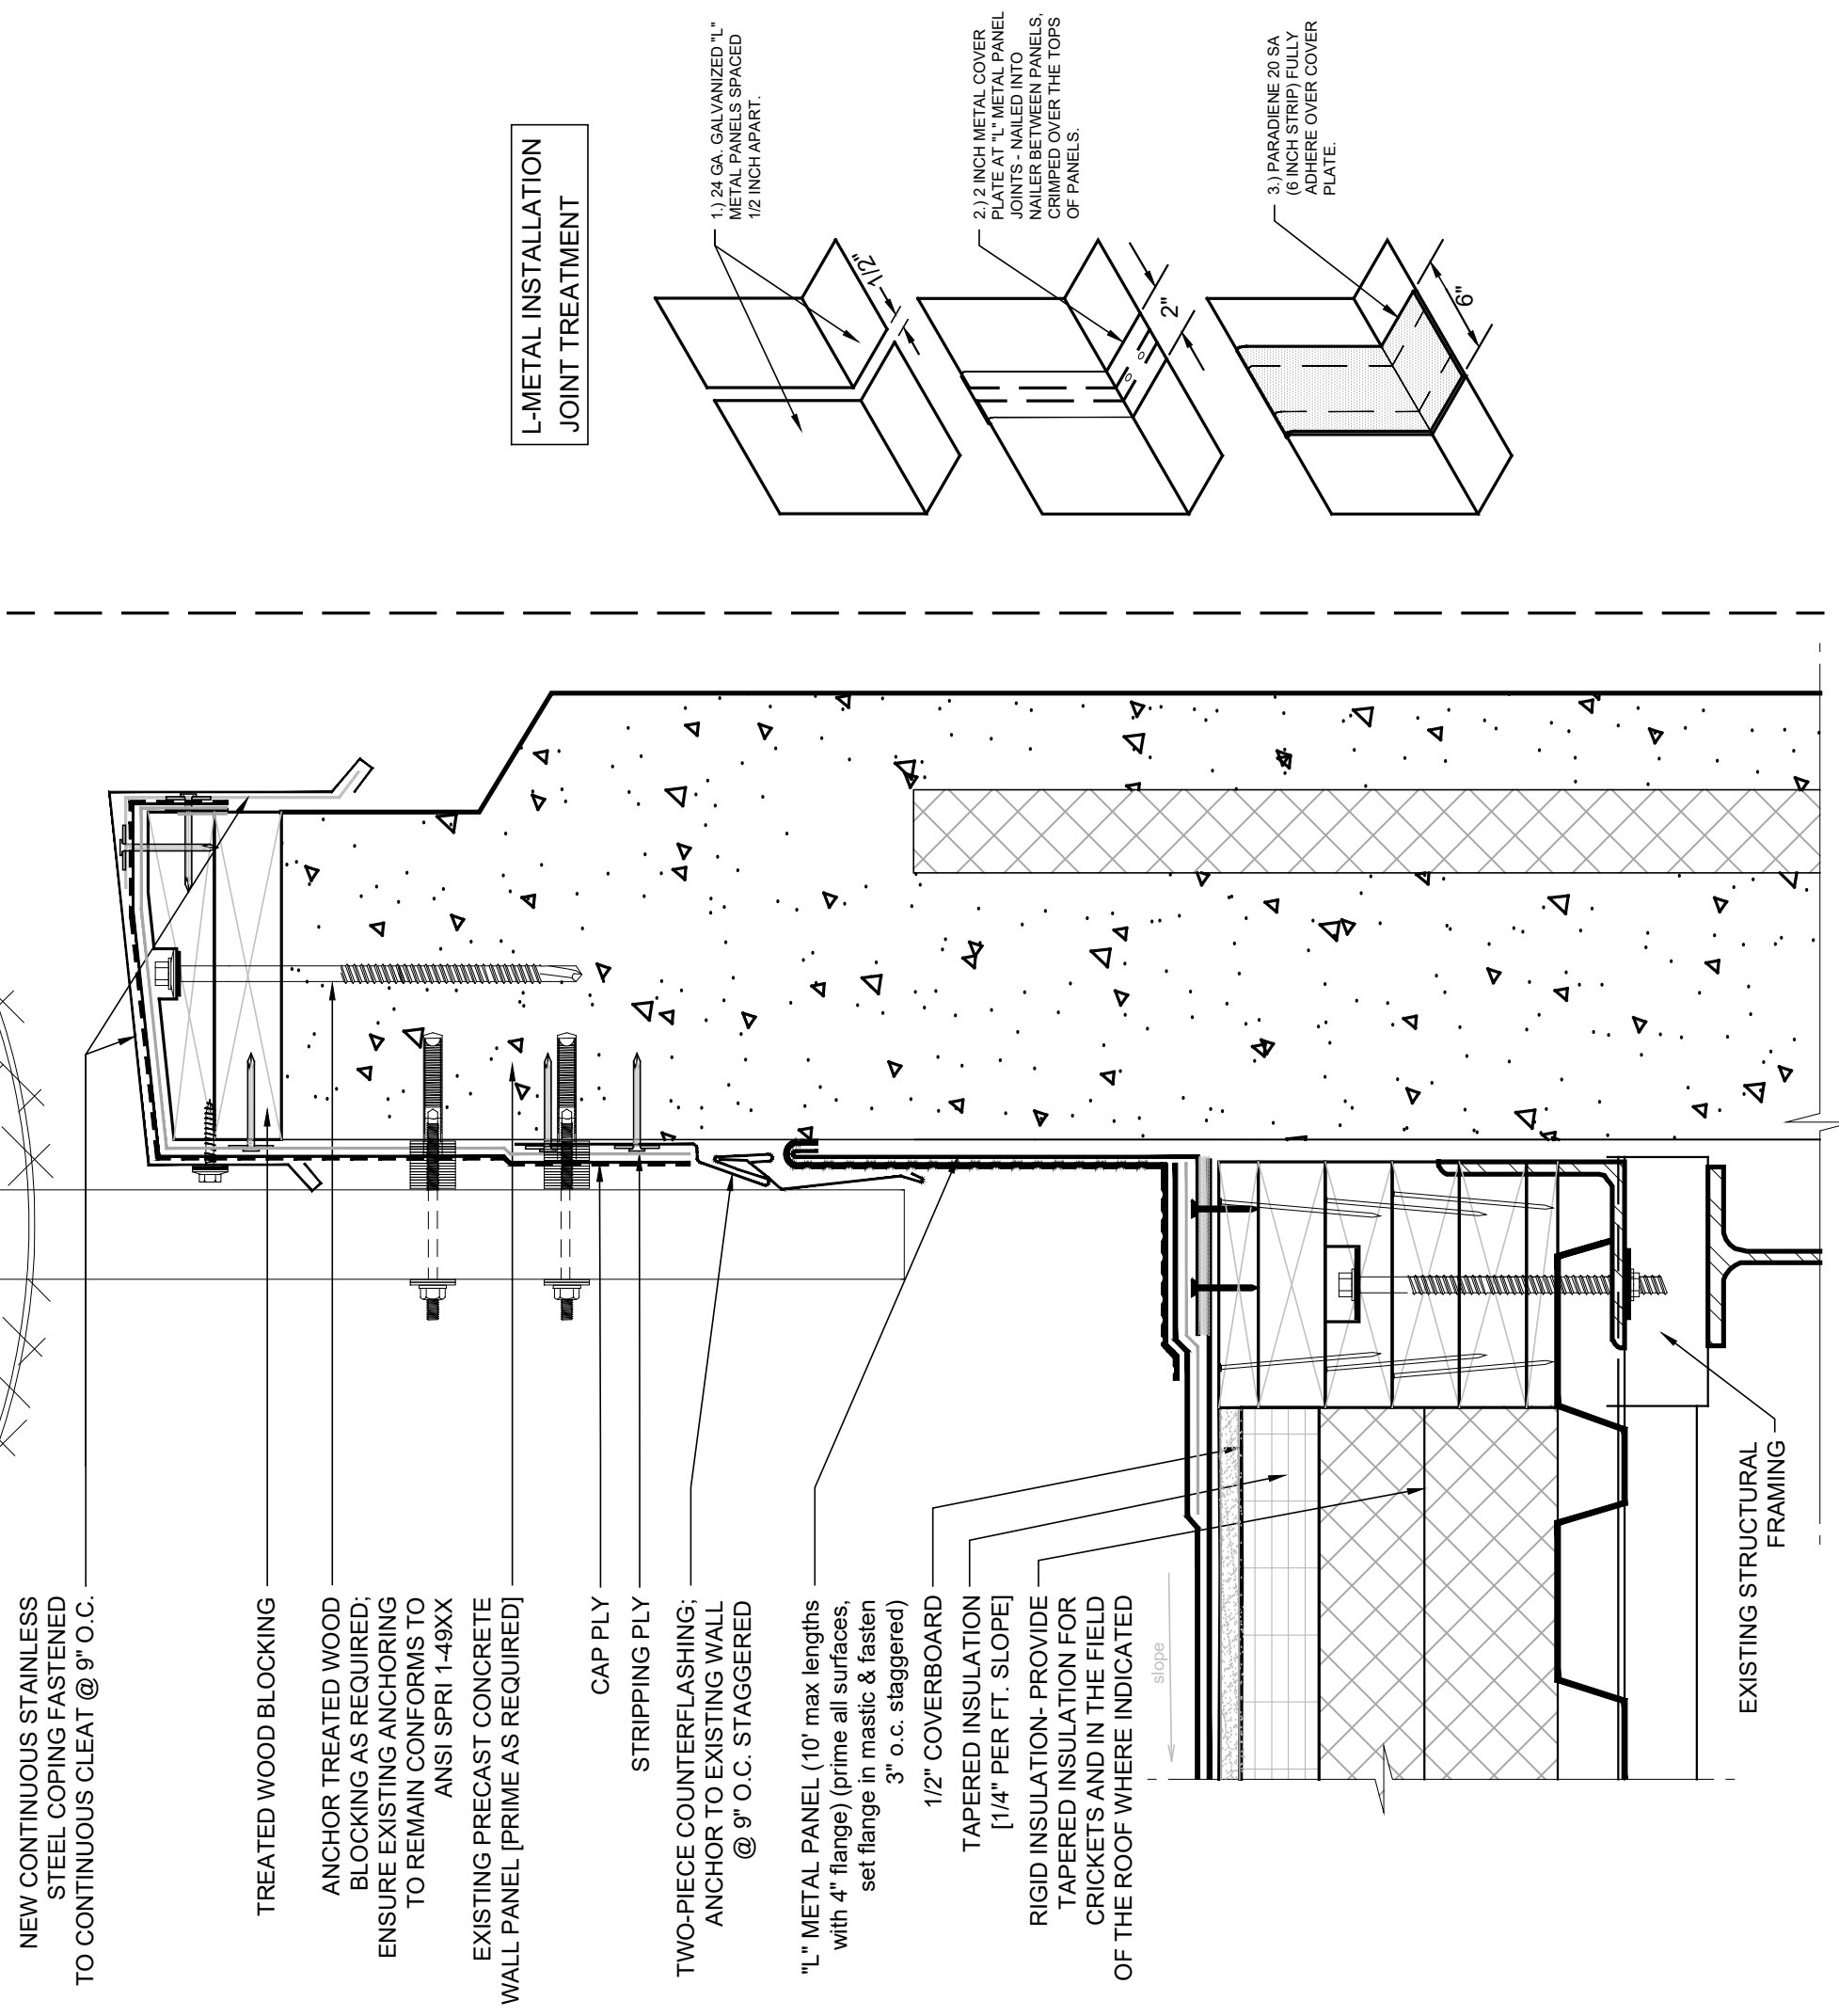 NEW CONTINUOUS STAINLESS
STEEL COPING FASTENED
TO CONTINUOUS CLEAT @ 9" O.C.
TREATED WOOD BLOCKING
ANCHOR TREATED WOOD
BLOCKING AS REQUIRED;
ENSURE EXISTING ANCHORING
TO REMAIN CONFORMS TO
ANSI SPRI 1-49XX
EXISTING PRECAST CONCRETE
WALL PANEL [PRIME AS REQUIRED]
CAP PLY
STRIPPING PLY
TWO-PIECE COUNTERFLASHING;
ANCHOR TO EXISTING WALL
@ 9" O.C. STAGGERED
"L" METAL PANEL (10' max lengths
with 4" flange) (prime all surfaces,
set flange in mastic & fasten
3" o.c. staggered)
1/2" COVERBOARD
TAPERED INSULATION
[1/4" PER FT. SLOPE]
RIGID INSULATION- PROVIDE
TAPERED INSULATION FOR
CRICKETS AND IN THE FIELD
OF THE ROOF WHERE INDICATED
slope
EXISTING STRUCTURAL
FRAMING
L-METAL INSTALLATION
JOINT TREATMENT
1.) 24 GA. GALVANIZED "L"
METAL PANELS SPACED
1/2 INCH APART.
1/2"
2.) 2 INCH METAL COVER
PLATE AT "L" METAL PANEL
JOINTS - NAILED INTO
NAILER BETWEEN PANELS,
CRIMPED OVER THE TOPS
OF PANELS.
2"
3.) PARADIENE 20 SA
(6 INCH STRIP) FULLY
ADHERE OVER COVER
PLATE.
6"